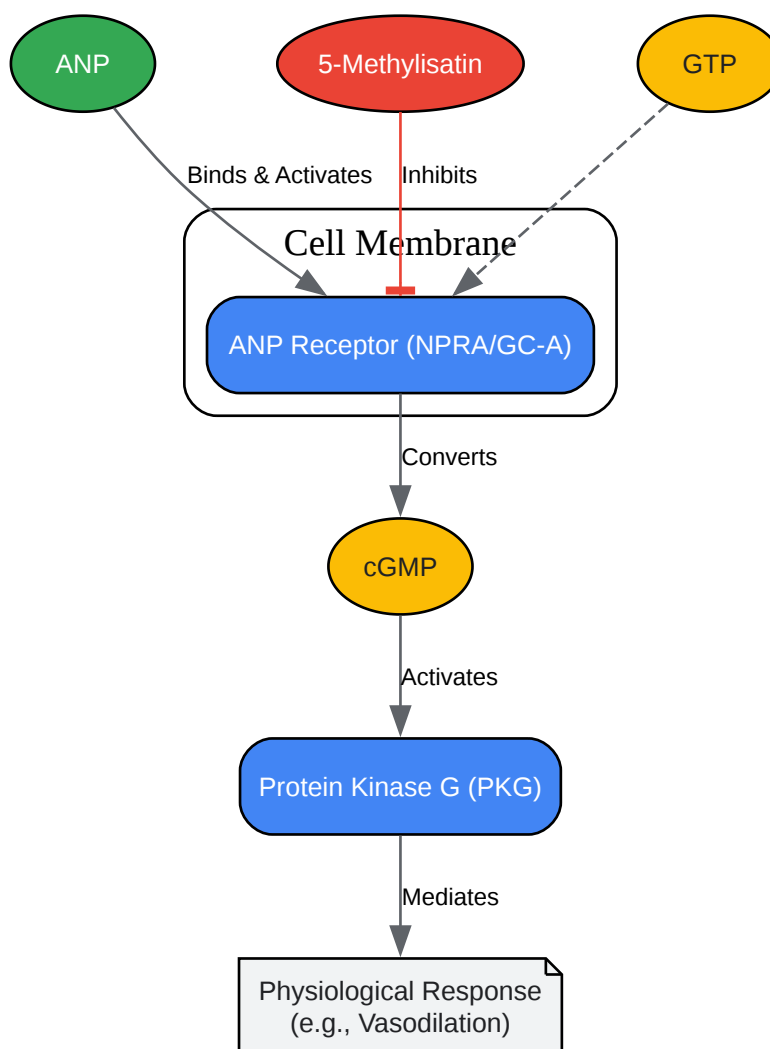 ANP
5-Methylisatin
GTP
Binds & Activates
Inhibits
Cell Membrane
ANP Receptor (NPRA/GC-A)
Converts
cGMP
Activates
Protein Kinase G (PKG)
Mediates
Physiological Response
(e.g., Vasodilation)